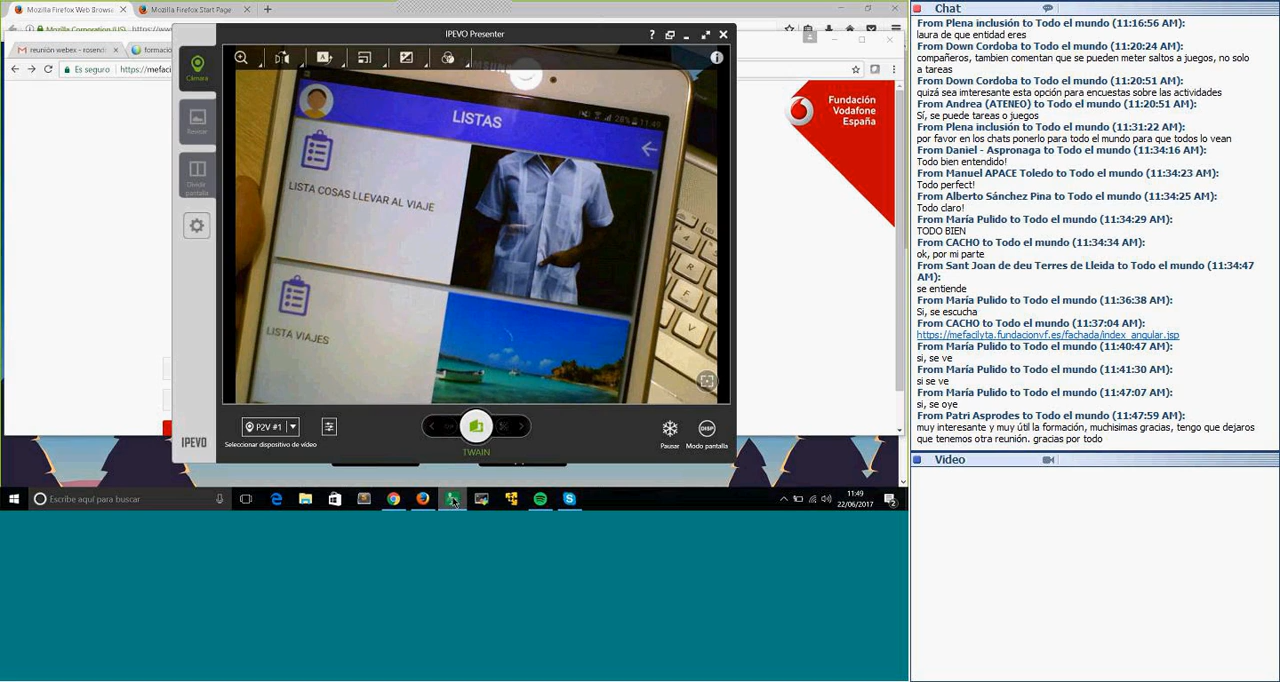 Mozilla Firefox Web Brows
Mozilla Firefox Start Page
Mozilla Corporation (US)
https://www
reunión webex - rosend
formacio
Es seguro
https://mefaci
Fundación
Vodafone
España
IPEVO Presenter
Cámara
Revisar
Dividir
pantalla
SAMSUNG
28% 11:49
LISTAS
LISTA COSAS LLEVAR AL VIAJE
LISTA VIAJES
R
F
C
V
IPEVO
P2V #1
Seleccionar dispositivo de vídeo
TWAIN
Pausar
DISP
Modo pantalla
Escribe aquí para buscar
11:49
22/06/2017
2
Chat
From Plena inclusión to Todo el mundo (11:16:56 AM):
laura de que entidad eres
From Down Cordoba to Todo el mundo (11:20:24 AM):
compañeros, tambien comentan que se pueden meter saltos a juegos, no solo
a tareas
From Down Cordoba to Todo el mundo (11:20:51 AM):
quizá sea interesante esta opción para encuestas sobre las actividades
From Andrea (ATENEO) to Todo el mundo (11:20:51 AM):
Sí, se puede tareas o juegos
From Plena inclusión to Todo el mundo (11:31:22 AM):
por favor en los chats ponerlo para todo el mundo para que todos lo vean
From Daniel - Aspronaga to Todo el mundo (11:34:16 AM):
Todo bien entendido!
From Manuel APACE Toledo to Todo el mundo (11:34:23 AM):
Todo perfect!
From Alberto Sánchez Pina to Todo el mundo (11:34:25 AM):
Todo claro!
From María Pulido to Todo el mundo (11:34:29 AM):
TODO BIEN
From CACHO to Todo el mundo (11:34:34 AM):
ok, por mi parte
From Sant Joan de deu Terres de Lleida to Todo el mundo (11:34:47
AM):
se entiende
From María Pulido to Todo el mundo (11:36:38 AM):
Si, se escucha
From CACHO to Todo el mundo (11:37:04 AM):
https://mefacilyta.fundacionvf.es/fachada/index_angular.jsp
From María Pulido to Todo el mundo (11:40:47 AM):
si, se ve
From María Pulido to Todo el mundo (11:41:30 AM):
si se ve
From María Pulido to Todo el mundo (11:47:07 AM):
si, se oye
From Patri Asprodes to Todo el mundo (11:47:59 AM):
muy interesante y muy útil la formación, muchisimas gracias, tengo que dejaros
que tenemos otra reunión. gracias por todo
Video